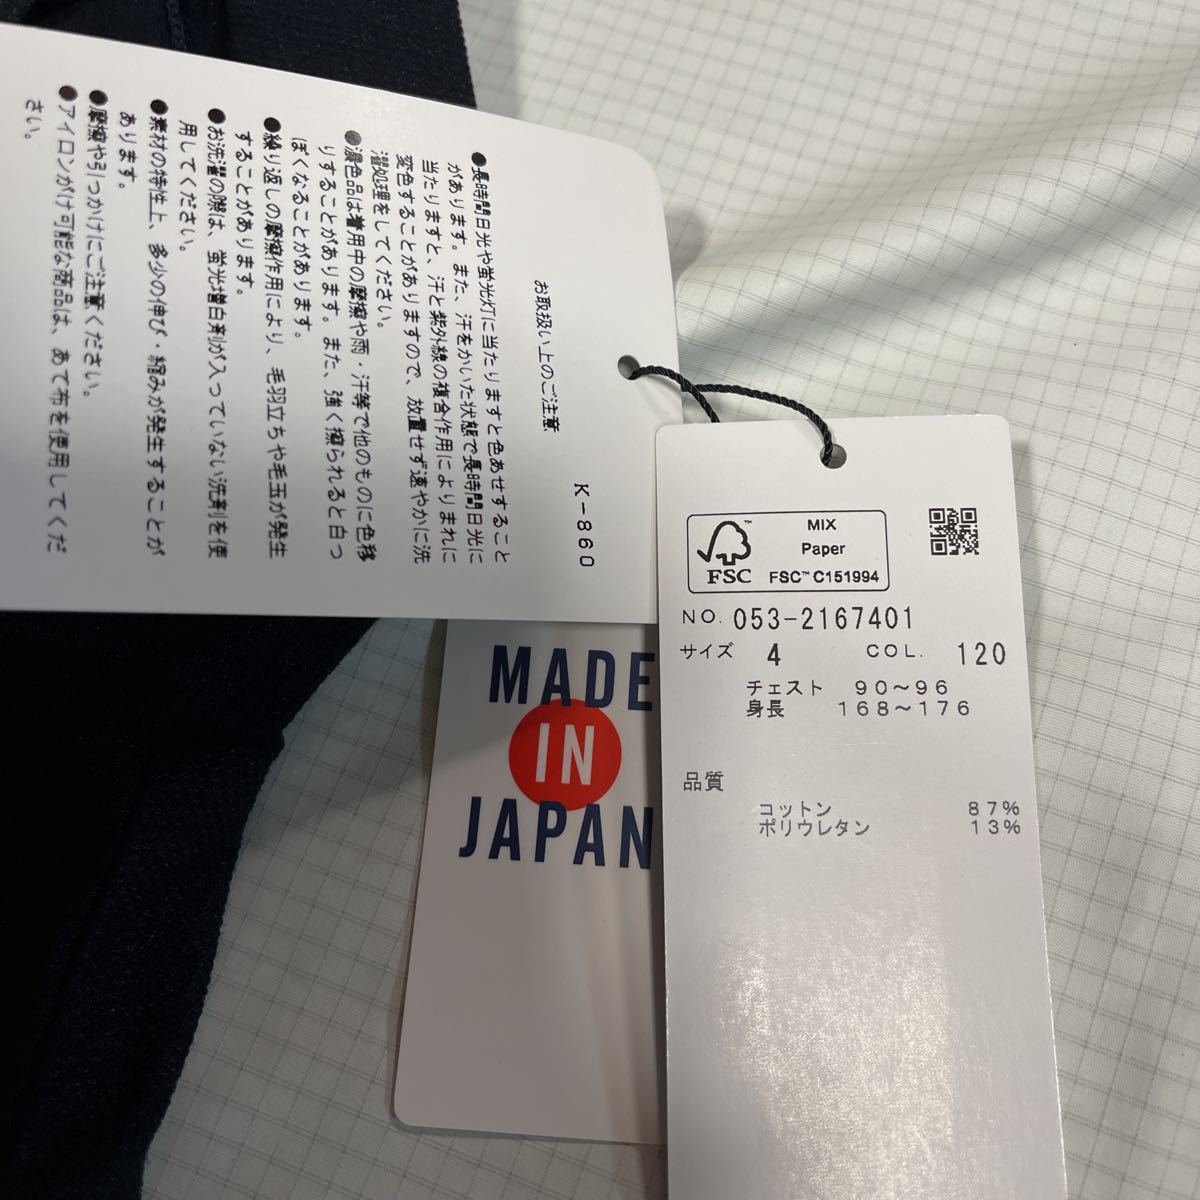 K-860
お取扱い上のご注意
●長時間日光や蛍光灯に当たりますと色あせすること
があります。また、汗をかいた状態で長時間日光に
当たりますと、汗と紫外線の複合作用によりまれに
変色することがありますので、放置せず速やかに洗
濯処理をしてください。
●濃色品は着用中の摩擦や雨・汗等で他のものに色移
りすることがあります。また、強く擦られると白っ
ぽくなることがあります。
●繰り返しの摩擦作用により、毛羽立ちや毛玉が発生
することがあります。
●お洗濯の際は、蛍光増白剤が入っていない洗剤を使
用してください。
●素材の特性上、多少の伸び・縮みが発生することが
あります。
●摩擦や引っかけにご注意ください。
●アイロンがけ可能な商品は、あて布を使用してくだ
さい。
MADE
IN
JAPAN
FSC
MIX
Paper
FSC™ C151994
NO. 053-2167401
サイズ 4 COL. 120
チェスト 90～96
身長 168～176
品質
コットン 87%
ポリウレタン 13%